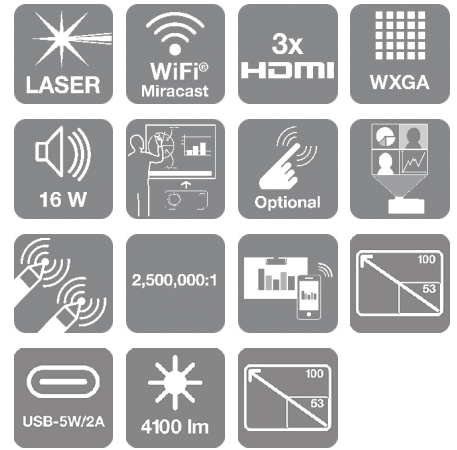 LASER
WiFi®
Miracast
3x
HDMI
WXGA
16 W
Optional
2,500,000:1
100
53
USB-5W/2A
4100 lm
100
53